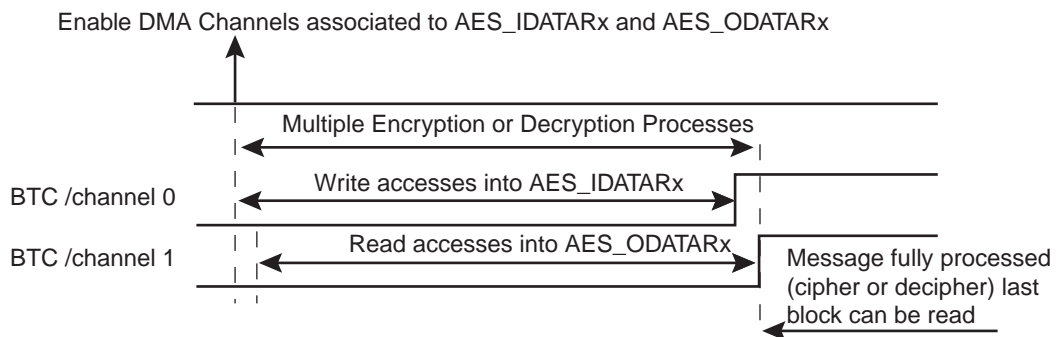 Enable DMA Channels associated to AES_IDATARx and AES_ODATARx
Multiple Encryption or Decryption Processes
BTC /channel 0
Write accesses into AES_IDATARx
BTC /channel 1
Read accesses into AES_ODATARx
Message fully processed
(cipher or decipher) last
block can be read